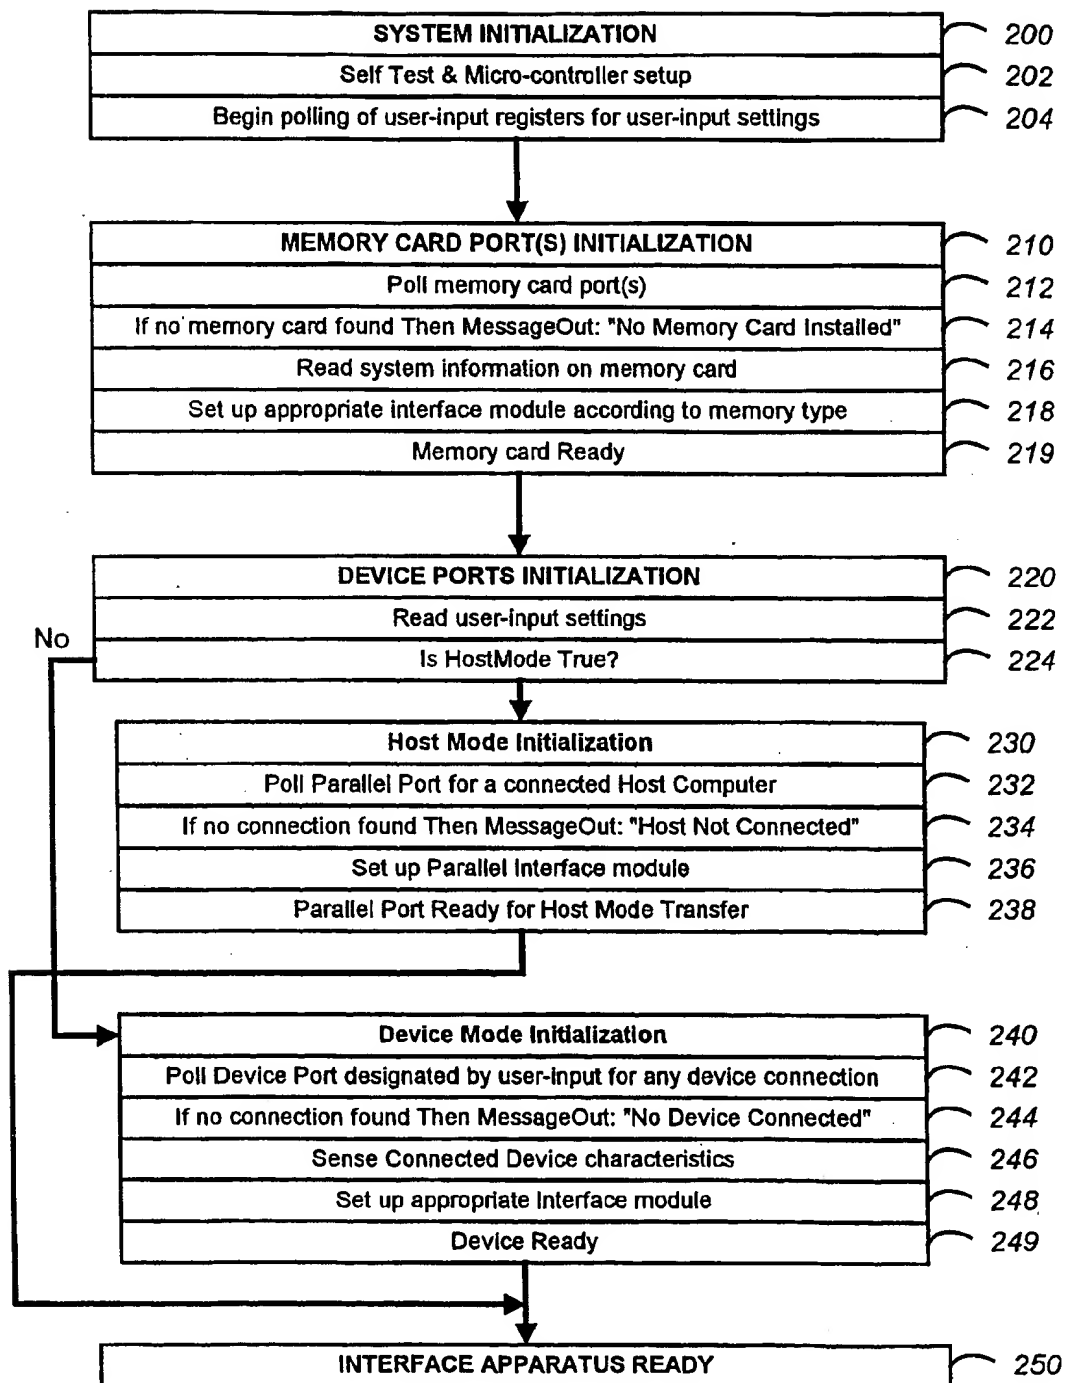 SYSTEM INITIALIZATION 200
Self Test & Micro-controller setup 202
Begin polling of user-input registers for user-input settings 204
MEMORY CARD PORT(S) INITIALIZATION 210
Poll memory card port(s) 212
If no memory card found Then MessageOut: "No Memory Card Installed" 214
Read system information on memory card 216
Set up appropriate interface module according to memory type 218
Memory card Ready 219
DEVICE PORTS INITIALIZATION 220
Read user-input settings 222
No
Is HostMode True? 224
Host Mode Initialization 230
Poll Parallel Port for a connected Host Computer 232
If no connection found Then MessageOut: "Host Not Connected" 234
Set up Parallel Interface module 236
Parallel Port Ready for Host Mode Transfer 238
Device Mode Initialization 240
Poll Device Port designated by user-input for any device connection 242
If no connection found Then MessageOut: "No Device Connected" 244
Sense Connected Device characteristics 246
Set up appropriate Interface module 248
Device Ready 249
INTERFACE APPARATUS READY 250